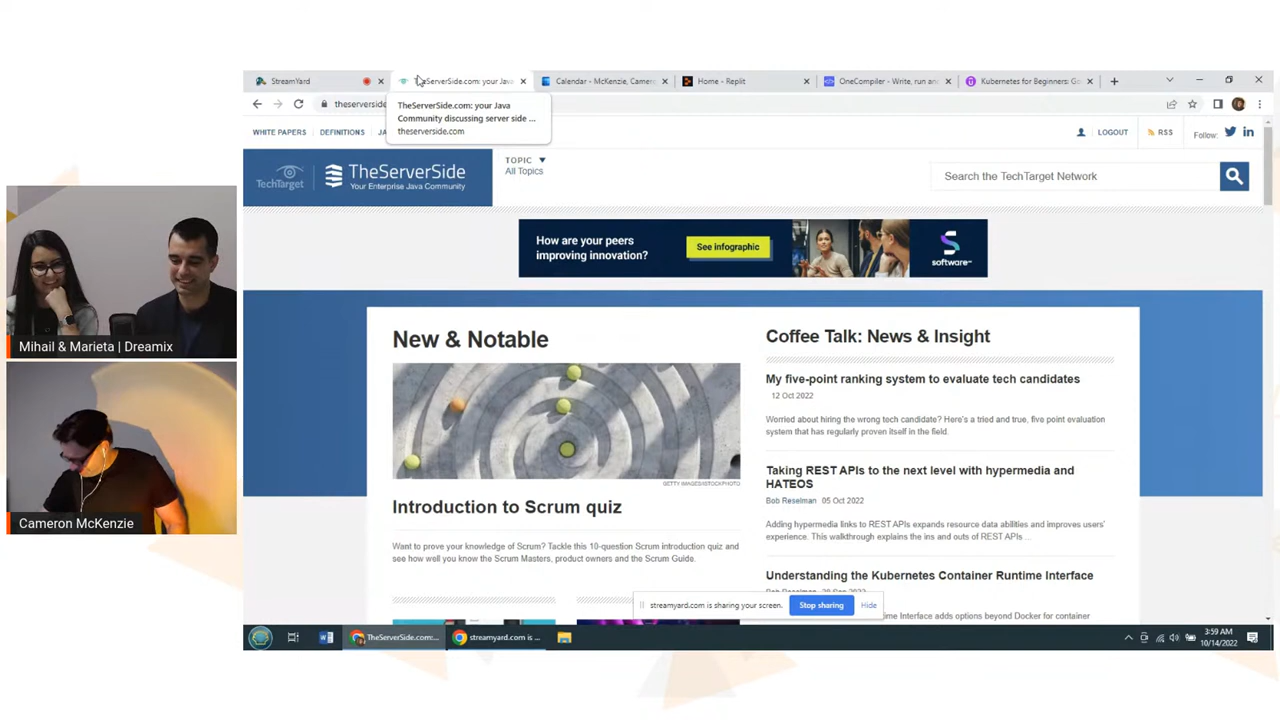 StreamYard
TheServerSide.com: your Java
Calendar - McKenzie, Camero
Home - Replit
OneCompiler - Write, run an
Kubernetes for Beginners: Go
theserverside
TheServerSide.com: your Java
Community discussing server side ...
theserverside.com
WHITE PAPERS
DEFINITIONS
JA
LOGOUT
RSS
Follow:
TechTarget
TheServerSide
Your Enterprise Java Community
TOPIC
All Topics
Search the TechTarget Network
How are your peers
improving innovation?
See infographic
software
New & Notable
GETTY IMAGES/ISTOCKPHOTO
Introduction to Scrum quiz
Want to prove your knowledge of Scrum? Tackle this 10-question Scrum introduction quiz and
see how well you know the Scrum Masters, product owners and the Scrum Guide.
Coffee Talk: News & Insight
My five-point ranking system to evaluate tech candidates
12 Oct 2022
Worried about hiring the wrong tech candidate? Here's a tried and true, five point evaluation
system that has regularly proven itself in the field.
Taking REST APIs to the next level with hypermedia and
HATEOS
Bob Reselman 05 Oct 2022
Adding hypermedia links to REST APIs expands resource data abilities and improves users'
experience. This walkthrough explains the ins and outs of REST APIs ...
Understanding the Kubernetes Container Runtime Interface
time Interface adds options beyond Docker for container
streamyard.com is sharing your screen.
Stop sharing
Hide
Mihail & Marieta | Dreamix
Cameron McKenzie
TheServerSide.com:...
streamyard.com is ...
3:59 AM
10/14/2022